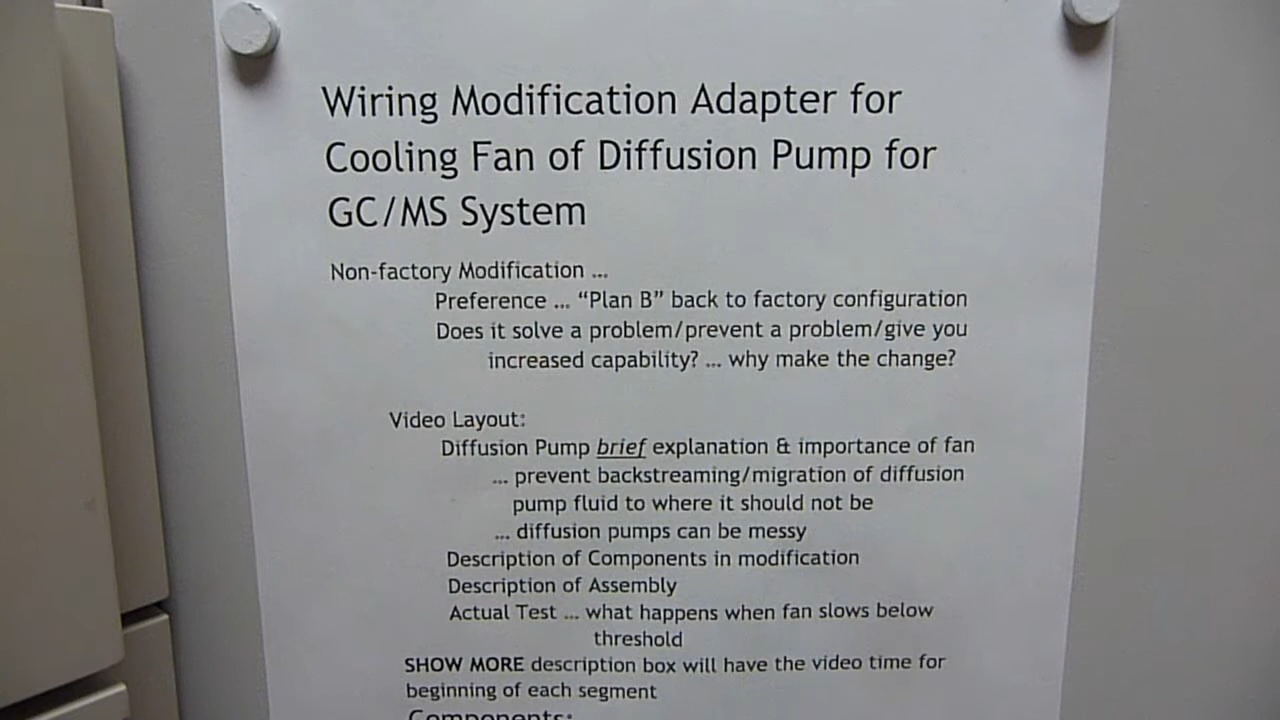 Wiring Modification Adapter for
Cooling Fan of Diffusion Pump for
GC/MS System
Non-factory Modification ...
Preference ... “Plan B” back to factory configuration
Does it solve a problem/prevent a problem/give you
increased capability? ... why make the change?
Video Layout:
Diffusion Pump brief explanation & importance of fan
... prevent backstreaming/migration of diffusion
pump fluid to where it should not be
... diffusion pumps can be messy
Description of Components in modification
Description of Assembly
Actual Test ... what happens when fan slows below
threshold
SHOW MORE description box will have the video time for
beginning of each segment
Components: